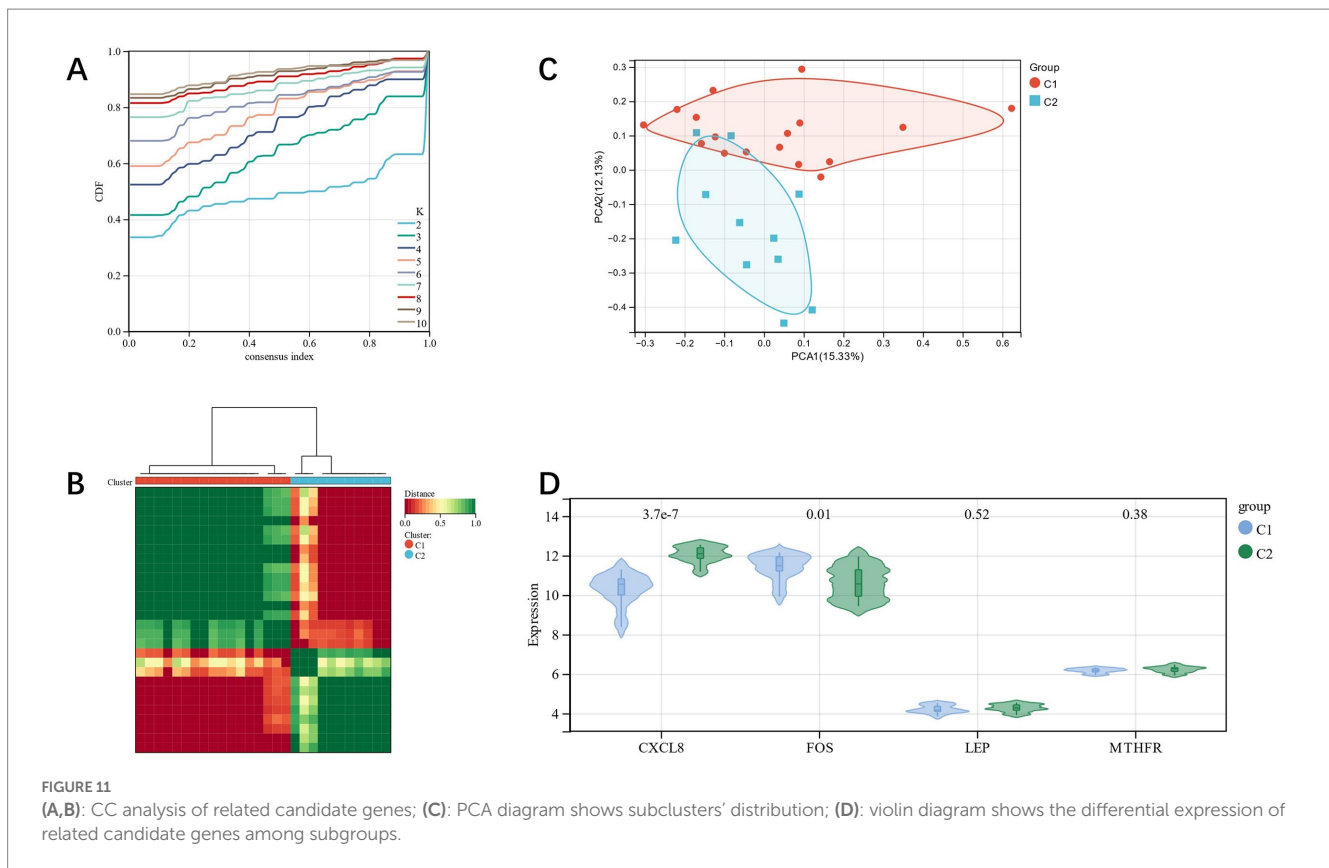 A
CDF
1.0
0.8
0.6
0.4
0.2
0.0
0.0 0.2 0.4 0.6 0.8 1.0
consensus index
K
2
3
4
5
6
7
8
9
10
C
Group
C1
C2
PCA2(12.13%)
0.3
0.2
0.1
0.0
−0.1
−0.2
−0.3
−0.4
−0.3 −0.2 −0.1 0.0 0.1 0.2 0.3 0.4 0.5 0.6
PCA1(15.33%)
B
Cluster
Distance
0.0 0.5 1.0
Cluster:
C1
C2
D
Expression
14
12
10
8
6
4
3.7e-7 0.01 0.52 0.38
CXCL8 FOS LEP MTHFR
group
C1
C2
FIGURE 11
(A,B): CC analysis of related candidate genes; (C): PCA diagram shows subclusters’ distribution; (D): violin diagram shows the differential expression of
related candidate genes among subgroups.